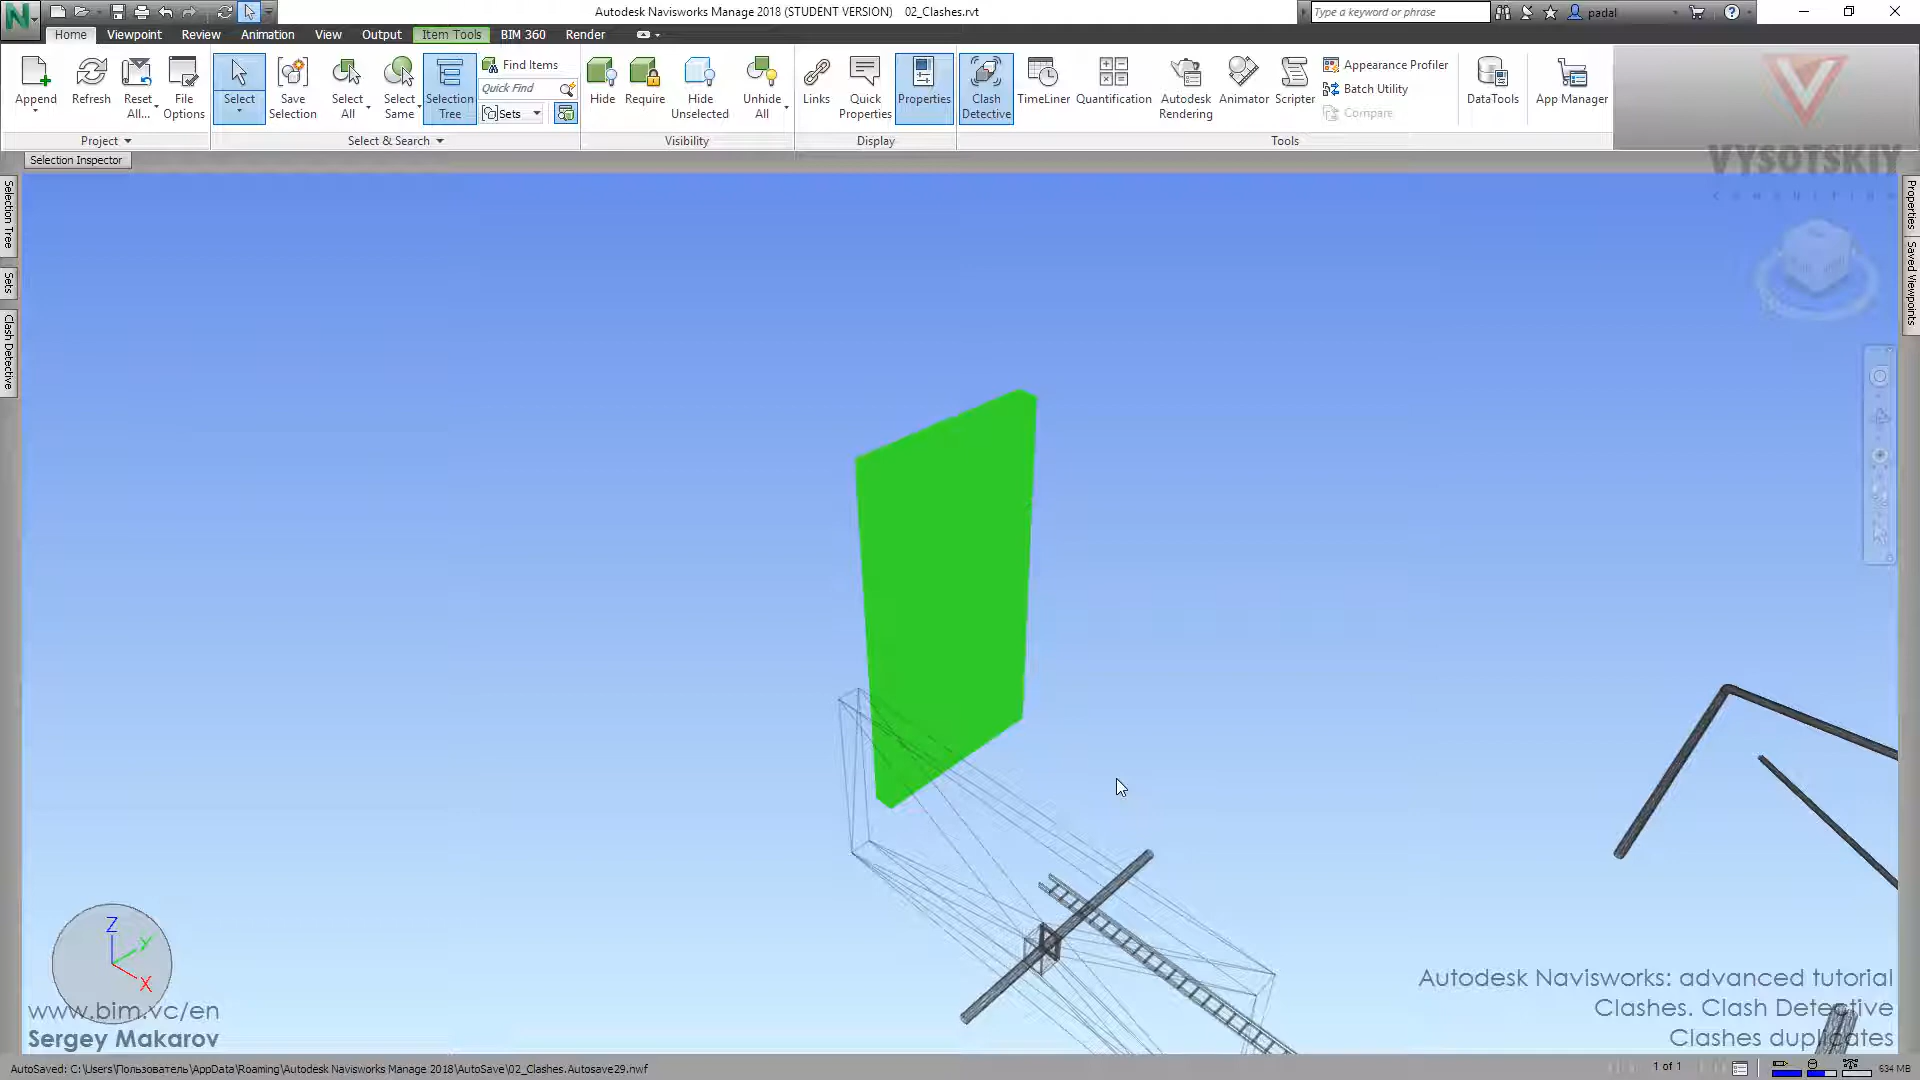 Autodesk Navisworks Manage 2018 (STUDENT VERSION) 02_Clashes.rvt
Type a keyword or phrase
padal
Home Viewpoint Review Animation View Output Item Tools BIM 360 Render
Append
Refresh
Reset All...
File Options
Project
Select
Save Selection
Select All
Select Same
Selection Tree
Find Items
Quick Find
Sets
Select & Search
Hide
Require
Hide Unselected
Unhide All
Visibility
Links
Quick Properties
Properties
Display
Clash Detective
TimeLiner
Quantification
Autodesk Rendering
Animator
Scripter
Appearance Profiler
Batch Utility
Compare
Tools
DataTools
App Manager
VYSOTSKIY
Selection Inspector
Selection Tree
Sets
Clash Detective
Properties
Saved Viewpoints
Z
Y
X
www.bim.vc/en
Sergey Makarov
Autodesk Navisworks: advanced tutorial
Clashes. Clash Detective
Clashes duplicates
AutoSaved: C:\Users\Пользователь\AppData\Roaming\Autodesk Navisworks Manage 2018\AutoSave\02_Clashes.Autosave29.nwf
1 of 1
634 MB